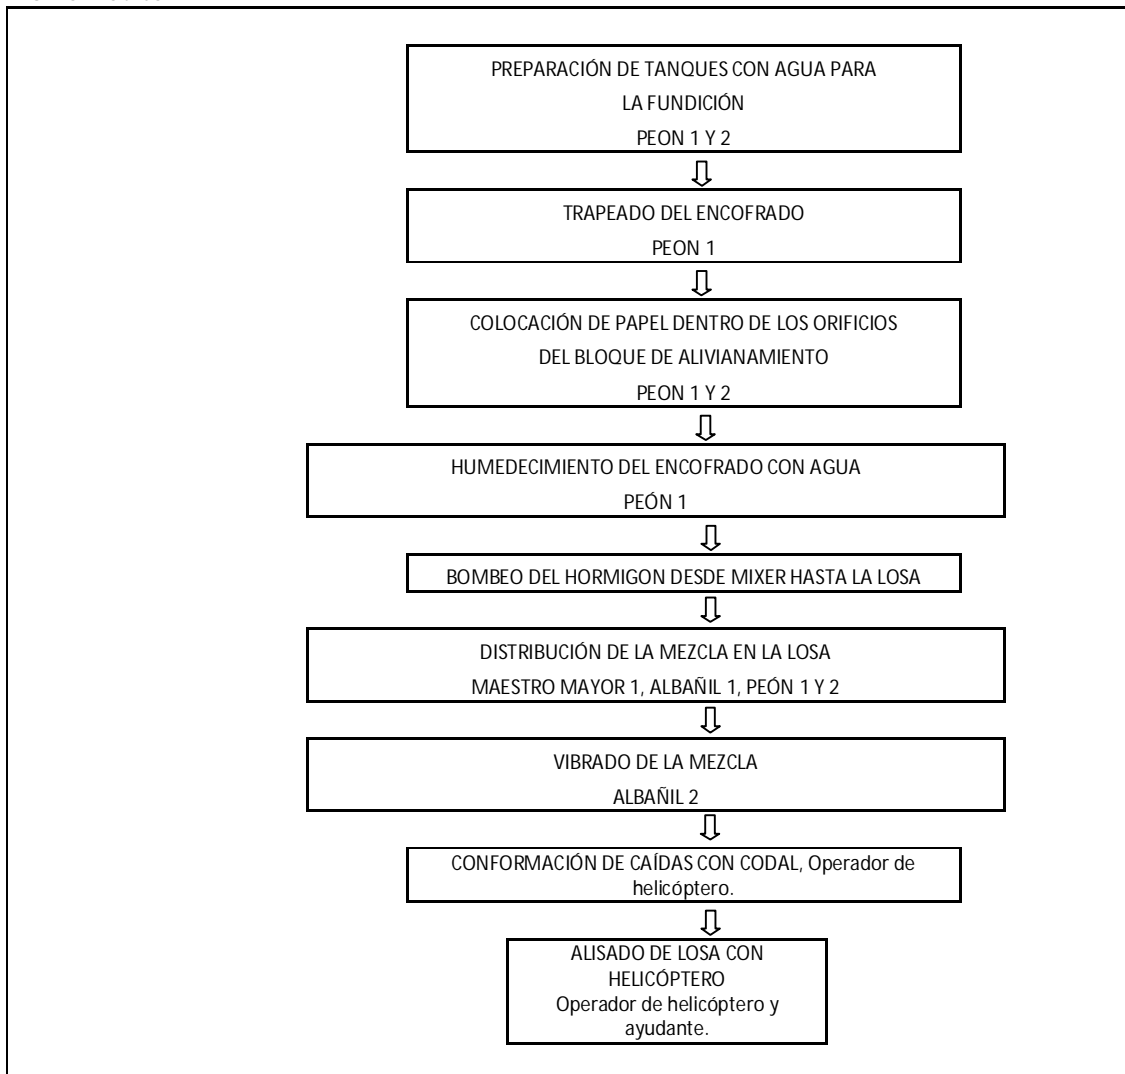 PREPARACIÓN DE TANQUES CON AGUA PARA
LA FUNDICIÓN
PEON 1 Y 2
TRAPEADO DEL ENCOFRADO
PEON 1
COLOCACIÓN DE PAPEL DENTRO DE LOS ORIFICIOS
DEL BLOQUE DE ALIVIANAMIENTO
PEON 1 Y 2
HUMEDECIMIENTO DEL ENCOFRADO CON AGUA
PEÓN 1
BOMBEO DEL HORMIGON DESDE MIXER HASTA LA LOSA
DISTRIBUCIÓN DE LA MEZCLA EN LA LOSA
MAESTRO MAYOR 1, ALBAÑIL 1, PEÓN 1 Y 2
VIBRADO DE LA MEZCLA
ALBAÑIL 2
CONFORMACIÓN DE CAÍDAS CON CODAL, Operador de
helicóptero.
ALISADO DE LOSA CON
HELICÓPTERO
Operador de helicóptero y
ayudante.